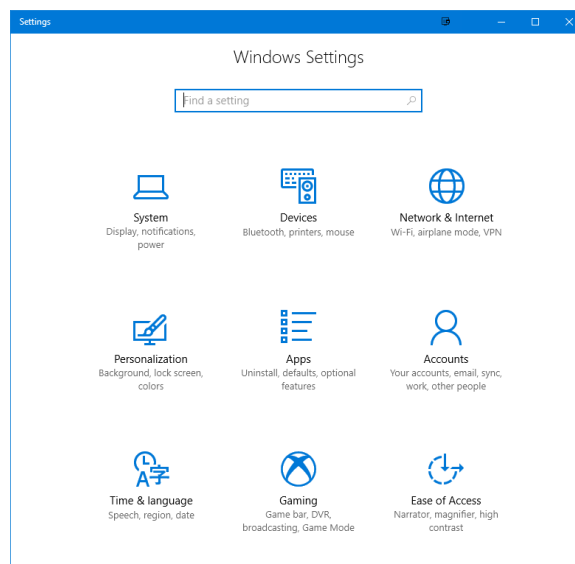 Settings
Windows Settings
Find a setting
System
Display, notifications,
power
Devices
Bluetooth, printers, mouse
Network & Internet
Wi-Fi, airplane mode, VPN
Personalization
Background, lock screen,
colors
Apps
Uninstall, defaults, optional
features
Accounts
Your accounts, email, sync,
work, other people
A字
Time & language
Speech, region, date
Gaming
Game bar, DVR,
broadcasting, Game Mode
Ease of Access
Narrator, magnifier, high
contrast